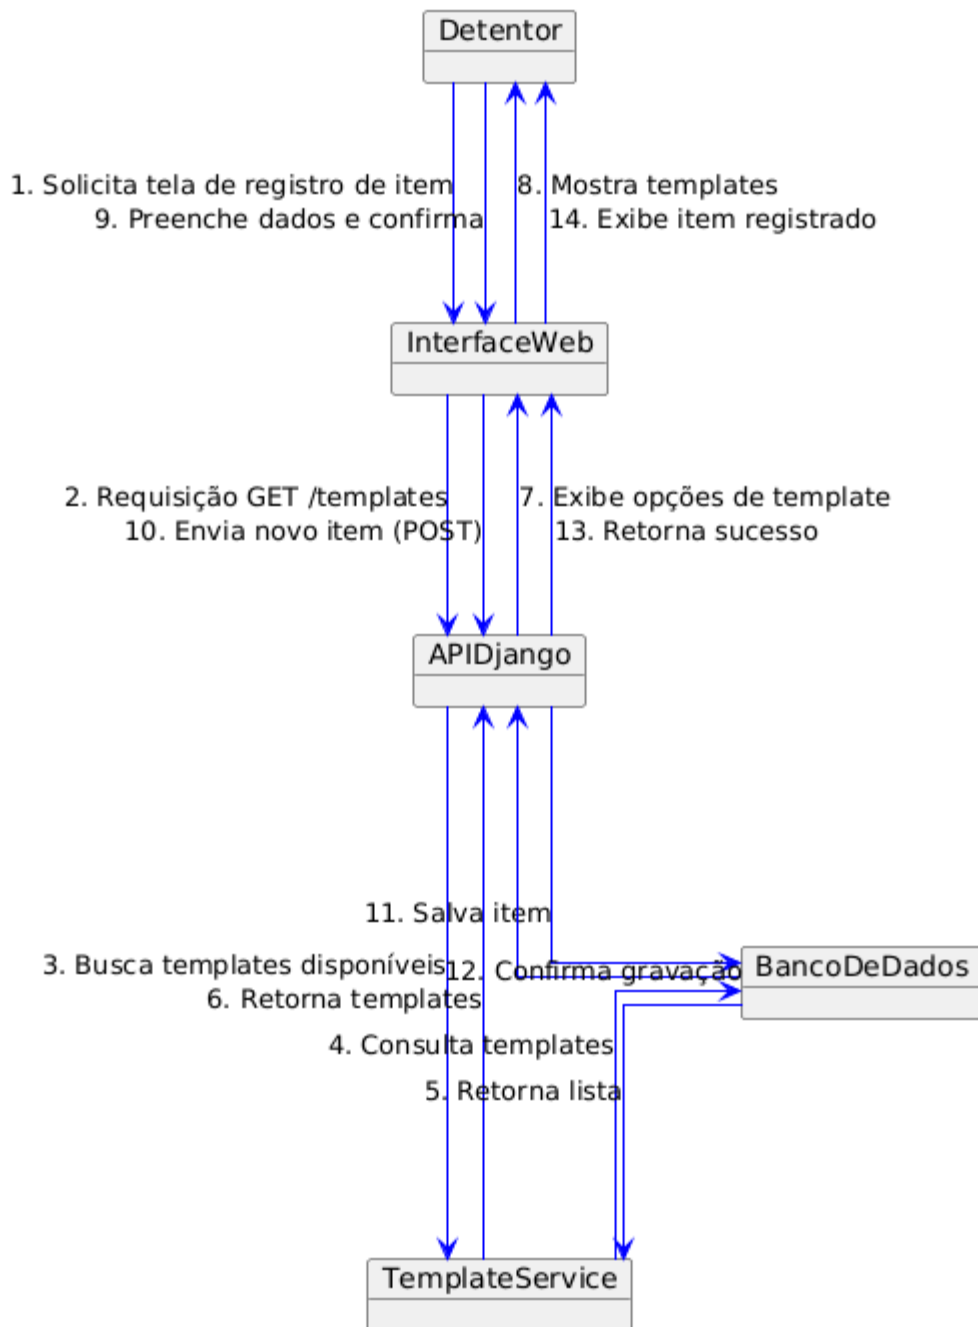 Detentor
1. Solicita tela de registro de item
8. Mostra templates
9. Preenche dados e confirma
14. Exibe item registrado
InterfaceWeb
2. Requisição GET /templates
7. Exibe opções de template
10. Envia novo item (POST)
13. Retorna sucesso
APIDjango
11. Salva item
3. Busca templates disponíveis
12. Confirma gravação
BancoDeDados
6. Retorna templates
4. Consulta templates
5. Retorna lista
TemplateService